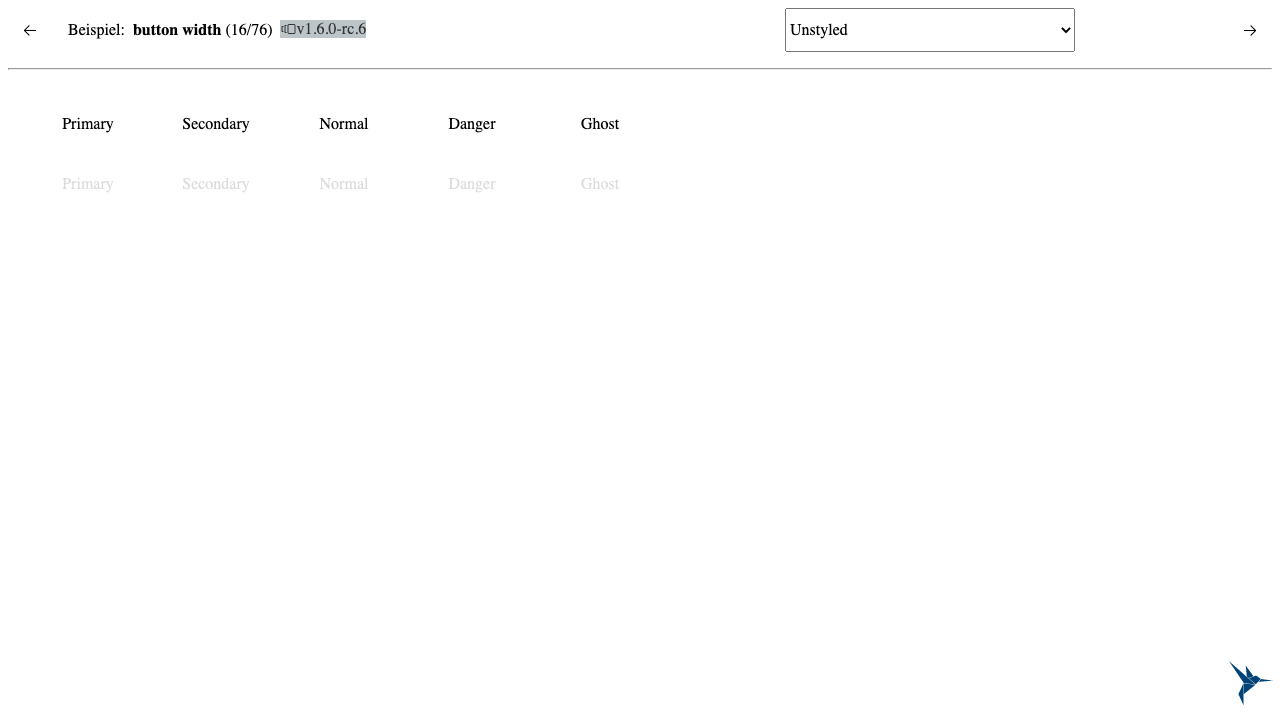 ← Beispiel: button width (16/76) v1.6.0-rc.6 Unstyled →
Primary Secondary Normal Danger Ghost
Primary Secondary Normal Danger Ghost